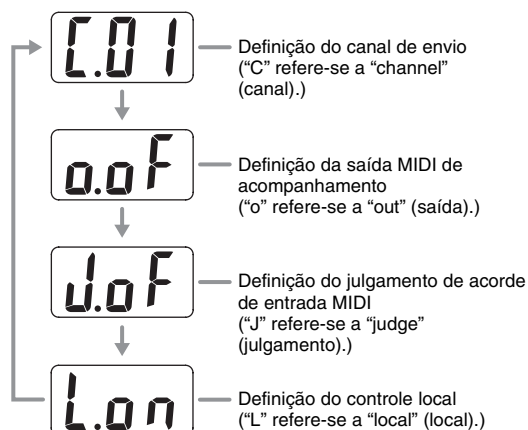 C.01
Definição do canal de envio
(“C” refere-se a “channel”
(canal).)
o.oF
Definição da saída MIDI de
acompanhamento
(“o” refere-se a “out” (saída).)
J.oF
Definição do julgamento de acorde
de entrada MIDI
(“J” refere-se a “judge”
(julgamento).)
L.on
Definição do controle local
(“L” refere-se a “local” (local).)